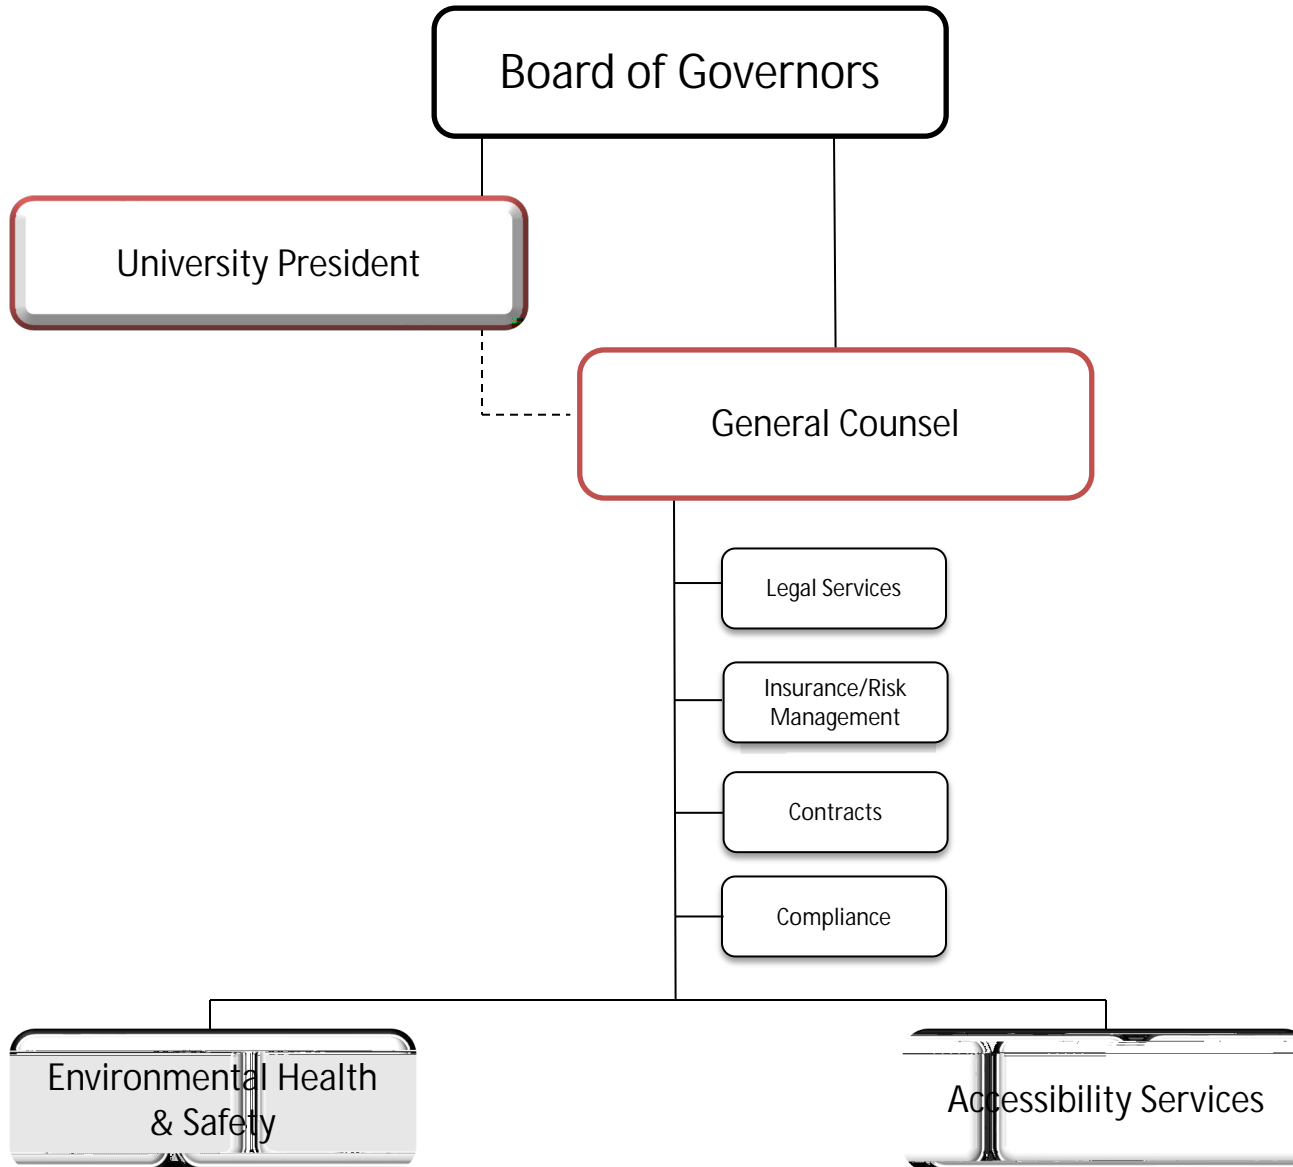 Board of Governors
University President
General Counsel
Legal Services
Insurance/Risk
Management
Contracts
Compliance
Environmental Health
& Safety
Accessibility Services